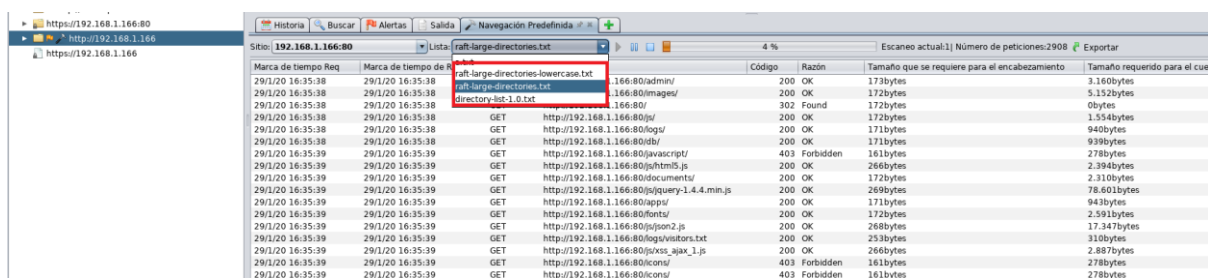 https://192.168.1.166:80
http://192.168.1.166
https://192.168.1.166
Historia Buscar Alertas Salida Navegación Predefinida
Sitio: 192.168.1.166:80 Lista: raft-large-directories.txt 4 % Escaneo actual:1| Número de peticiones:2908 Exportar
Marca de tiempo Req Marca de tiempo de R Código Razón Tamaño que se requiere para el encabezamiento Tamaño requerido para el cue
raft-large-directories-lowercase.txt
raft-large-directories.txt
directory-list-1.0.txt
29/1/20 16:35:38 29/1/20 16:35:38 1.166:80/admin/ 200 OK 173bytes 3.160bytes
29/1/20 16:35:38 29/1/20 16:35:38 1.166:80/images/ 200 OK 172bytes 5.152bytes
29/1/20 16:35:38 29/1/20 16:35:38 GET http://192.168.1.166:80/ 302 Found 172bytes 0bytes
29/1/20 16:35:38 29/1/20 16:35:38 GET http://192.168.1.166:80/js/ 200 OK 172bytes 1.554bytes
29/1/20 16:35:38 29/1/20 16:35:38 GET http://192.168.1.166:80/logs/ 200 OK 171bytes 940bytes
29/1/20 16:35:38 29/1/20 16:35:38 GET http://192.168.1.166:80/db/ 200 OK 171bytes 939bytes
29/1/20 16:35:39 29/1/20 16:35:39 GET http://192.168.1.166:80/javascript/ 403 Forbidden 161bytes 278bytes
29/1/20 16:35:39 29/1/20 16:35:39 GET http://192.168.1.166:80/js/html5.js 200 OK 266bytes 2.394bytes
29/1/20 16:35:39 29/1/20 16:35:39 GET http://192.168.1.166:80/documents/ 200 OK 172bytes 2.310bytes
29/1/20 16:35:39 29/1/20 16:35:39 GET http://192.168.1.166:80/js/jquery-1.4.4.min.js 200 OK 269bytes 78.601bytes
29/1/20 16:35:39 29/1/20 16:35:39 GET http://192.168.1.166:80/apps/ 200 OK 171bytes 943bytes
29/1/20 16:35:39 29/1/20 16:35:39 GET http://192.168.1.166:80/fonts/ 200 OK 172bytes 2.591bytes
29/1/20 16:35:39 29/1/20 16:35:39 GET http://192.168.1.166:80/js/json2.js 200 OK 268bytes 17.347bytes
29/1/20 16:35:39 29/1/20 16:35:39 GET http://192.168.1.166:80/logs/visitors.txt 200 OK 253bytes 310bytes
29/1/20 16:35:39 29/1/20 16:35:39 GET http://192.168.1.166:80/js/xss_ajax_1.js 200 OK 266bytes 2.887bytes
29/1/20 16:35:39 29/1/20 16:35:39 GET http://192.168.1.166:80/icons/ 403 Forbidden 161bytes 278bytes
29/1/20 16:35:39 29/1/20 16:35:39 GET http://192.168.1.166:80/icons/ 403 Forbidden 161bytes 278bytes